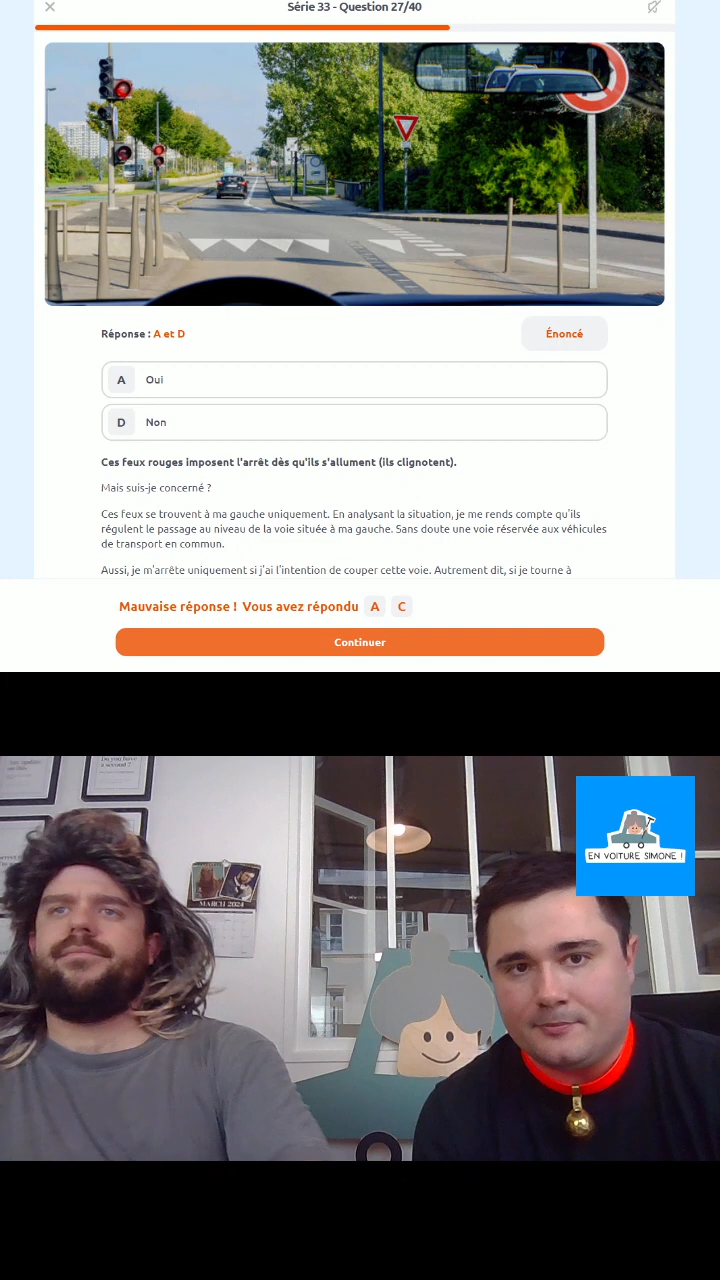 Série 33 - Question 27/40
Réponse : A et D
Énoncé
A Oui
D Non
Ces feux rouges imposent l'arrêt dès qu'ils s'allument (ils clignotent).
Mais suis-je concerné ?
Ces feux se trouvent à ma gauche uniquement. En analysant la situation, je me rends compte qu'ils
régulent le passage au niveau de la voie située à ma gauche. Sans doute une voie réservée aux véhicules
de transport en commun.
Aussi, je m'arrête uniquement si j'ai l'intention de couper cette voie. Autrement dit, si je tourne à
Mauvaise réponse ! Vous avez répondu A C
Continuer
Do you have
a second?
EN VOITURE SIMONE !
MARCH 2024